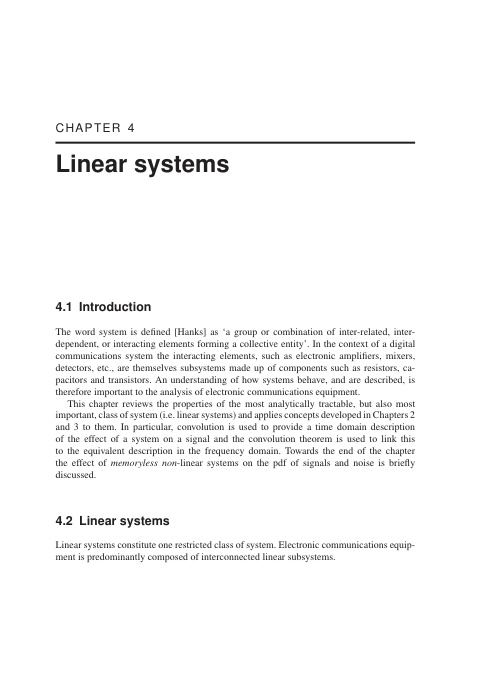 CHAPTER 4
Linear systems
4.1 Introduction
The word system is defined [Hanks] as ‘a group or combination of inter-related, inter-
dependent, or interacting elements forming a collective entity’. In the context of a digital
communications system the interacting elements, such as electronic amplifiers, mixers,
detectors, etc., are themselves subsystems made up of components such as resistors, ca-
pacitors and transistors. An understanding of how systems behave, and are described, is
therefore important to the analysis of electronic communications equipment.
This chapter reviews the properties of the most analytically tractable, but also most
important, class of system (i.e. linear systems) and applies concepts developed in Chapters 2
and 3 to them. In particular, convolution is used to provide a time domain description
of the effect of a system on a signal and the convolution theorem is used to link this
to the equivalent description in the frequency domain. Towards the end of the chapter
the effect of memoryless non-linear systems on the pdf of signals and noise is briefly
discussed.
4.2 Linear systems
Linear systems constitute one restricted class of system. Electronic communications equip-
ment is predominantly composed of interconnected linear subsystems.